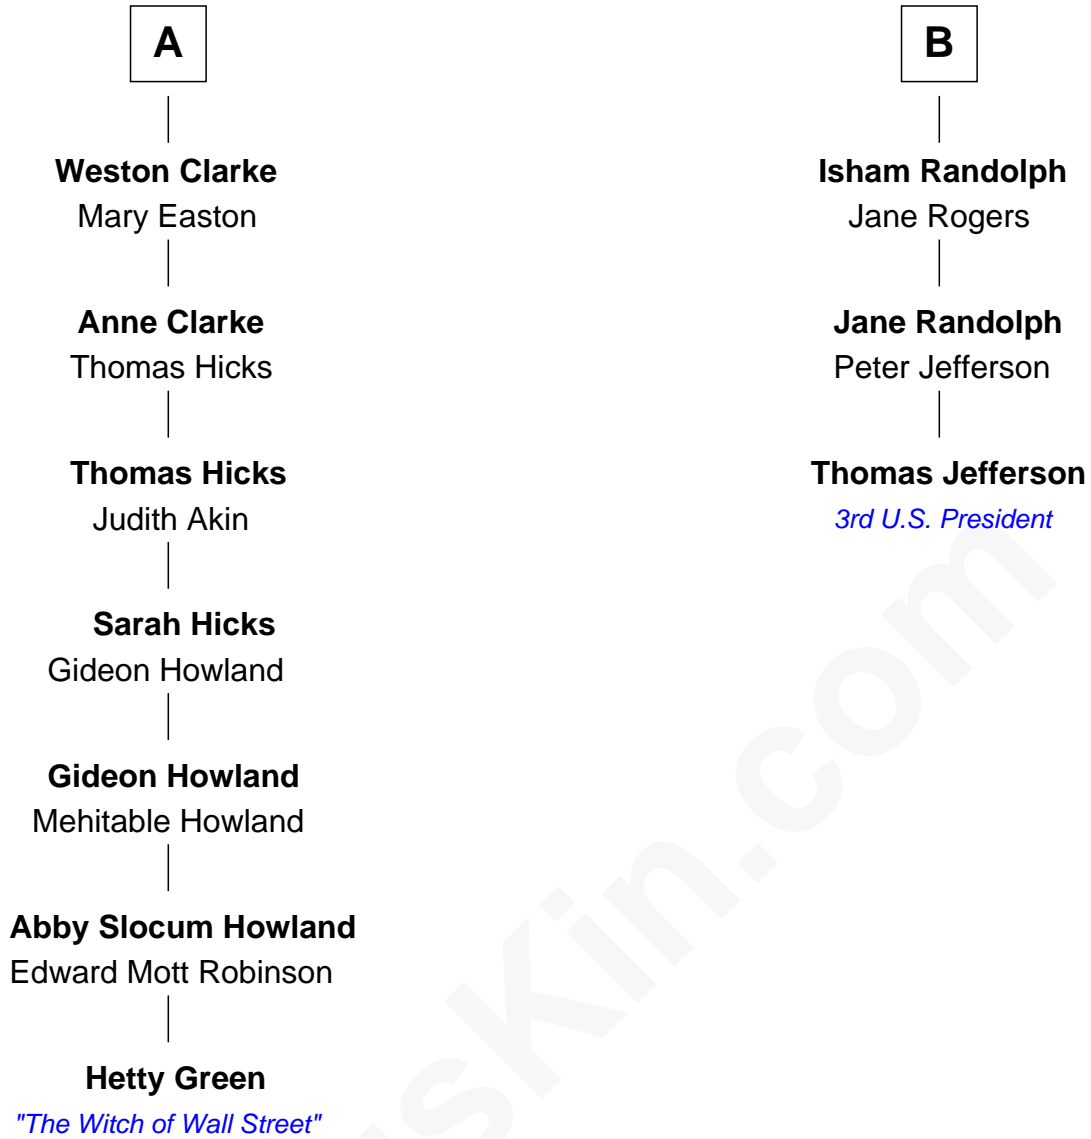 A
Weston Clarke
Mary Easton
Anne Clarke
Thomas Hicks
Thomas Hicks
Judith Akin
Sarah Hicks
Gideon Howland
Gideon Howland
Mehitable Howland
Abby Slocum Howland
Edward Mott Robinson
Hetty Green
"The Witch of Wall Street"
B
Isham Randolph
Jane Rogers
Jane Randolph
Peter Jefferson
Thomas Jefferson
3rd U.S. President
sKin.com